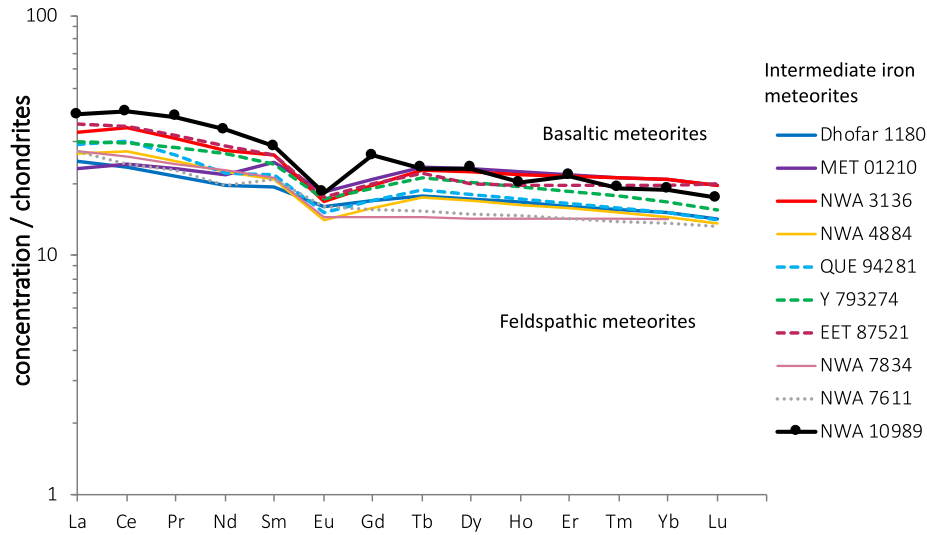 100
10
1
concentration / chondrites
La Ce Pr Nd Sm Eu Gd Tb Dy Ho Er Tm Yb Lu
Basaltic meteorites
Feldspathic meteorites
Intermediate iron
meteorites
Dhofar 1180
MET 01210
NWA 3136
NWA 4884
QUE 94281
Y 793274
EET 87521
NWA 7834
NWA 7611
NWA 10989